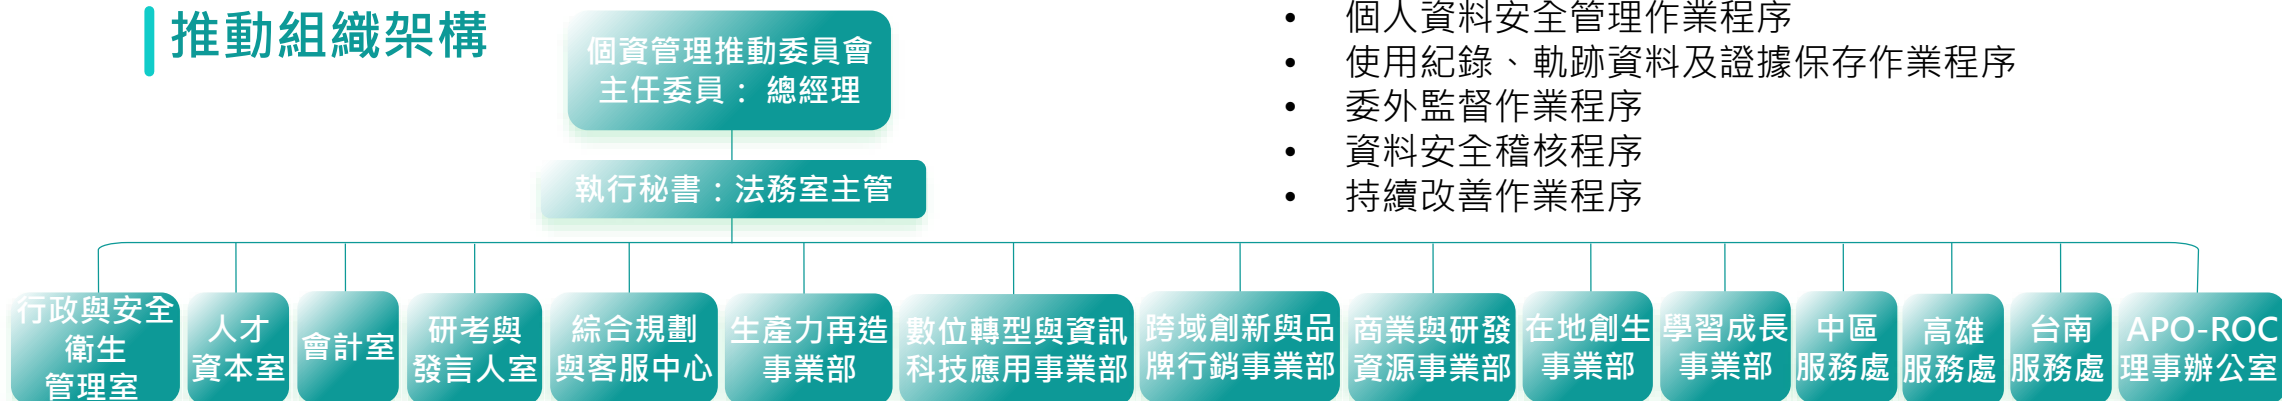 推動組織架構
個資管理推動委員會
主任委員： 總經理
執行秘書：法務室主管
• 個人資料安全管理作業程序
• 使用紀錄、軌跡資料及證據保存作業程序
• 委外監督作業程序
• 資料安全稽核程序
• 持續改善作業程序
行政與安全
衛生
管理室
人才
資本室
會計室
研考與
發言人室
綜合規劃
與客服中心
生產力再造
事業部
數位轉型與資訊
科技應用事業部
跨域創新與品
牌行銷事業部
商業與研發
資源事業部
在地創生
事業部
學習成長
事業部
中區
服務處
高雄
服務處
台南
服務處
APO-ROC
理事辦公室